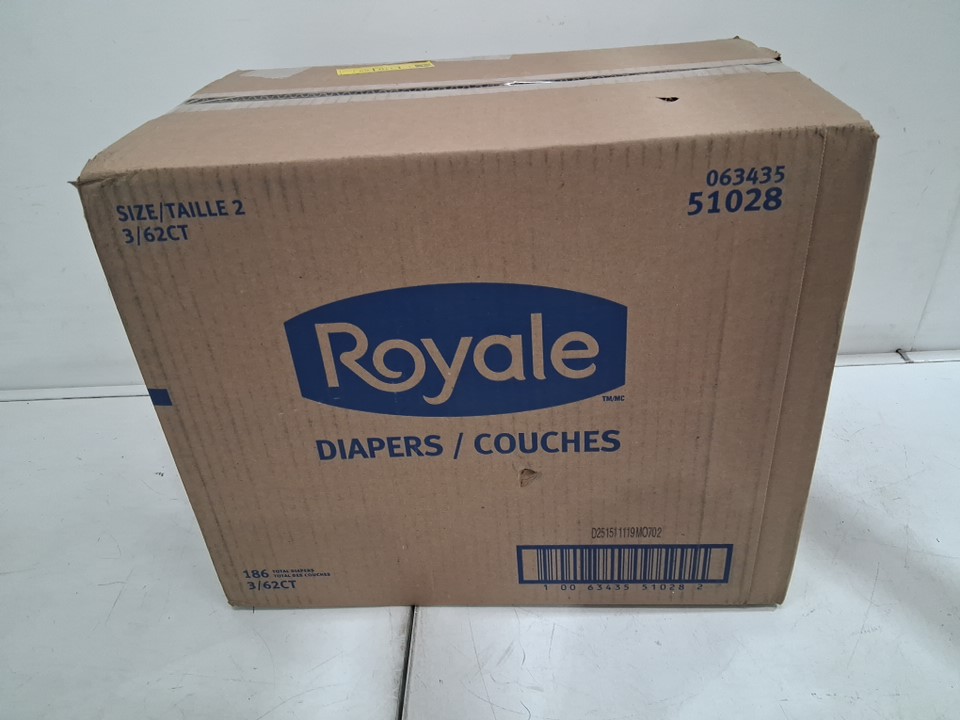 SIZE/TAILLE 2
3/62CT
063435
51028
Royale
TM/MC
DIAPERS / COUCHES
D251511119MO702
1 00 63435 51028 2
186 TOTAL DIAPERS
TOTAL DES COUCHES
3/62CT